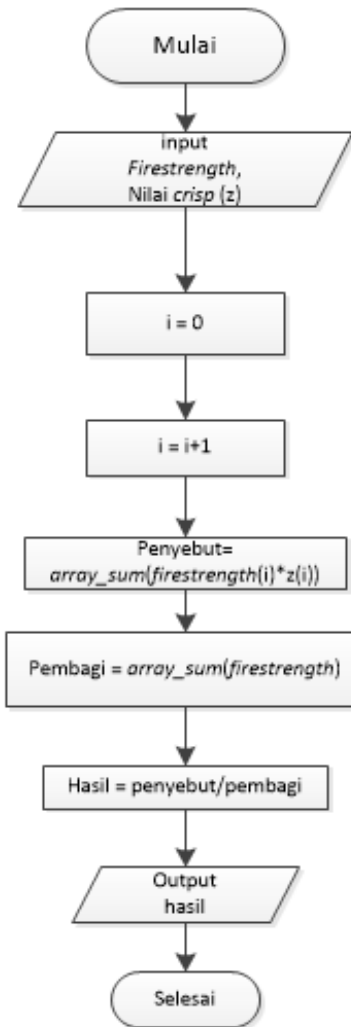 Mulai
input
Firestrength,
Nilai crisp (z)
i = 0
i = i+1
Penyebut=
array_sum(firestrength(i)*z(i))
Pembagi = array_sum(firestrength)
Hasil = penyebut/pembagi
Output
hasil
Selesai